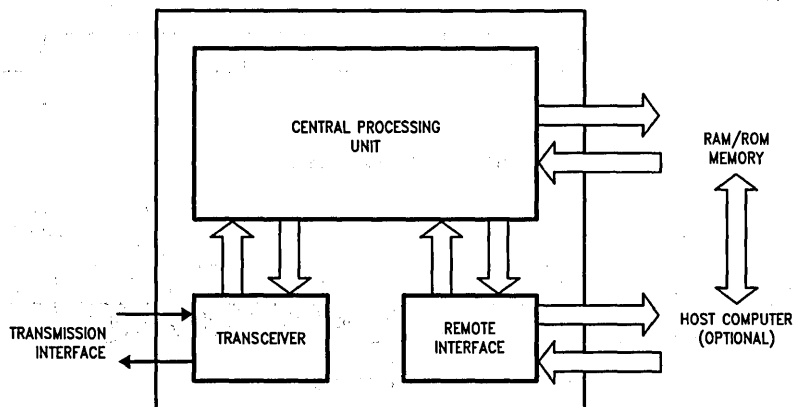 CENTRAL PROCESSING
UNIT
RAM/ROM
MEMORY
TRANSMISSION
INTERFACE
TRANSCEIVER
REMOTE
INTERFACE
HOST COMPUTER
(OPTIONAL)